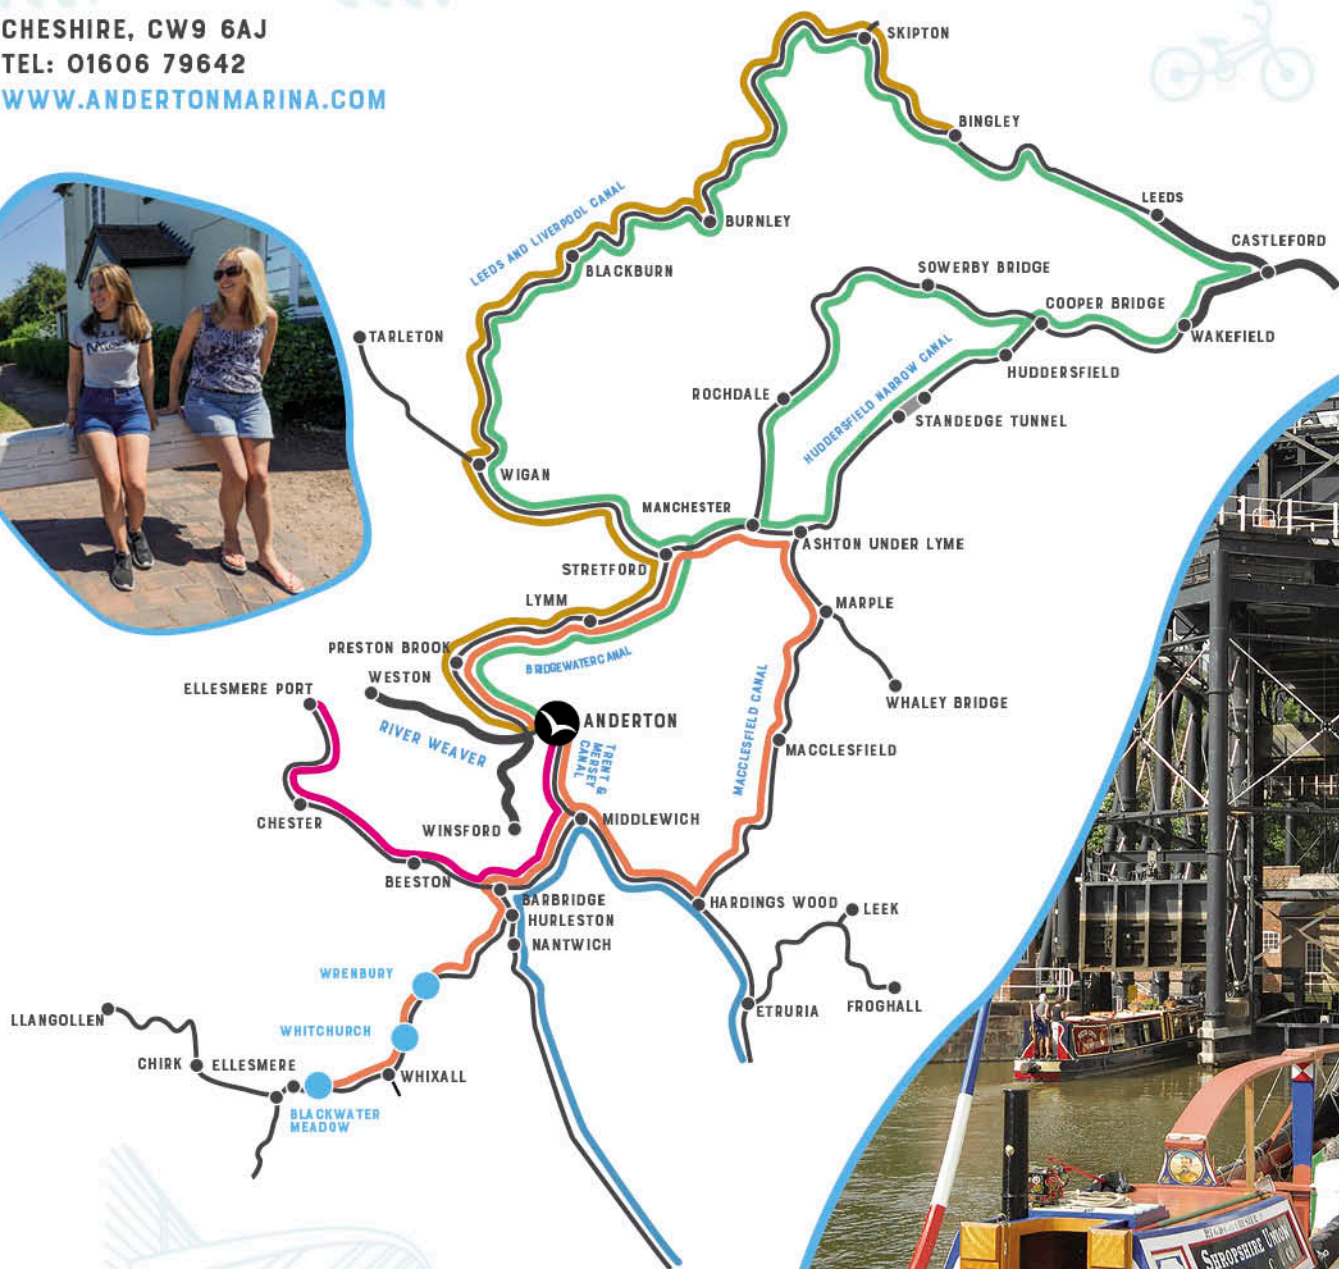 CHESHIRE, CW9 6AJ
TEL: 01606 79642
WWW.ANDERTONMARINA.COM
SKIPTON
BINGLEY
LEEDS
CASTLEFORD
LEEDS AND LIVERPOOL CANAL
BURNLEY
BLACKBURN
SOWERBY BRIDGE
COOPER BRIDGE
WAKEFIELD
TARLETON
HUDDERSFIELD NARROW CANAL
HUDDERSFIELD
ROCHDALE
STANDEDGE TUNNEL
WIGAN
MANCHESTER
ASHTON UNDER LYME
STRETFORD
LYMM
MARPLE
PRESTON BROOK
BRIDGEWATER CANAL
WESTON
ELLESMERE PORT
WHALEY BRIDGE
RIVER WEAVER
ANDERTON
TRENT &
MERSEY
CANAL
MACCLESFIELD CANAL
MACCLESFIELD
CHESTER
WINSFORD
MIDDLEWICH
BEESTON
BARBRIDGE
HARDINGS WOOD
LEEK
HURLESTON
NANTWICH
WRENBURY
ETRURIA
FROGHALL
LLANGOLLEN
WHITCHURCH
CHIRK
ELLESMERE
WHIXALL
BLACKWATER
MEADOW
SHROPSHIRE UNION